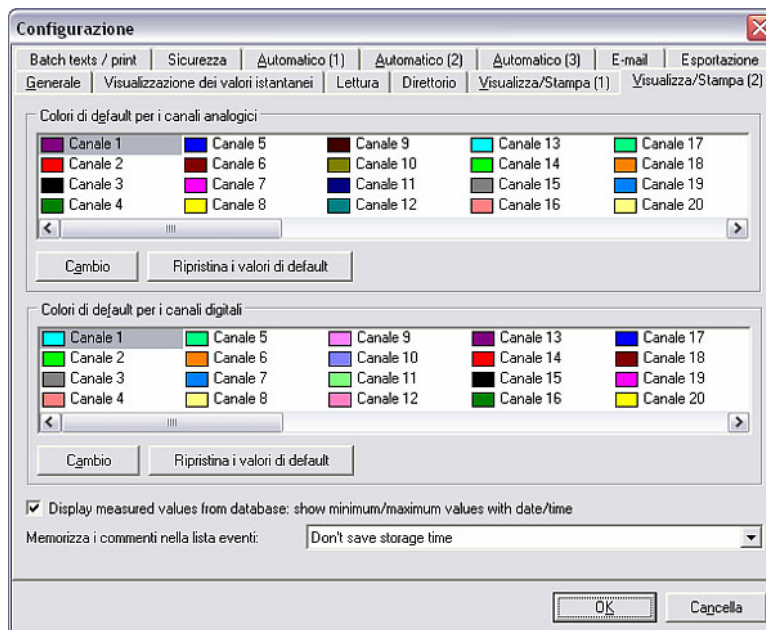 Configurazione
Batch texts / print Sicurezza Automatico (1) Automatico (2) Automatico (3) E-mail Esportazione
Generale Visualizzazione dei valori istantanei Lettura Direttorio Visualizza/Stampa (1) Visualizza/Stampa (2)
Colori di default per i canali analogici
Canale 1 Canale 5 Canale 9 Canale 13 Canale 17
Canale 2 Canale 6 Canale 10 Canale 14 Canale 18
Canale 3 Canale 7 Canale 11 Canale 15 Canale 19
Canale 4 Canale 8 Canale 12 Canale 16 Canale 20
Cambio Ripristina i valori di default
Colori di default per i canali digitali
Canale 1 Canale 5 Canale 9 Canale 13 Canale 17
Canale 2 Canale 6 Canale 10 Canale 14 Canale 18
Canale 3 Canale 7 Canale 11 Canale 15 Canale 19
Canale 4 Canale 8 Canale 12 Canale 16 Canale 20
Cambio Ripristina i valori di default
Display measured values from database: show minimum/maximum values with date/time
Memorizza i commenti nella lista eventi: Don't save storage time
OK Cancella